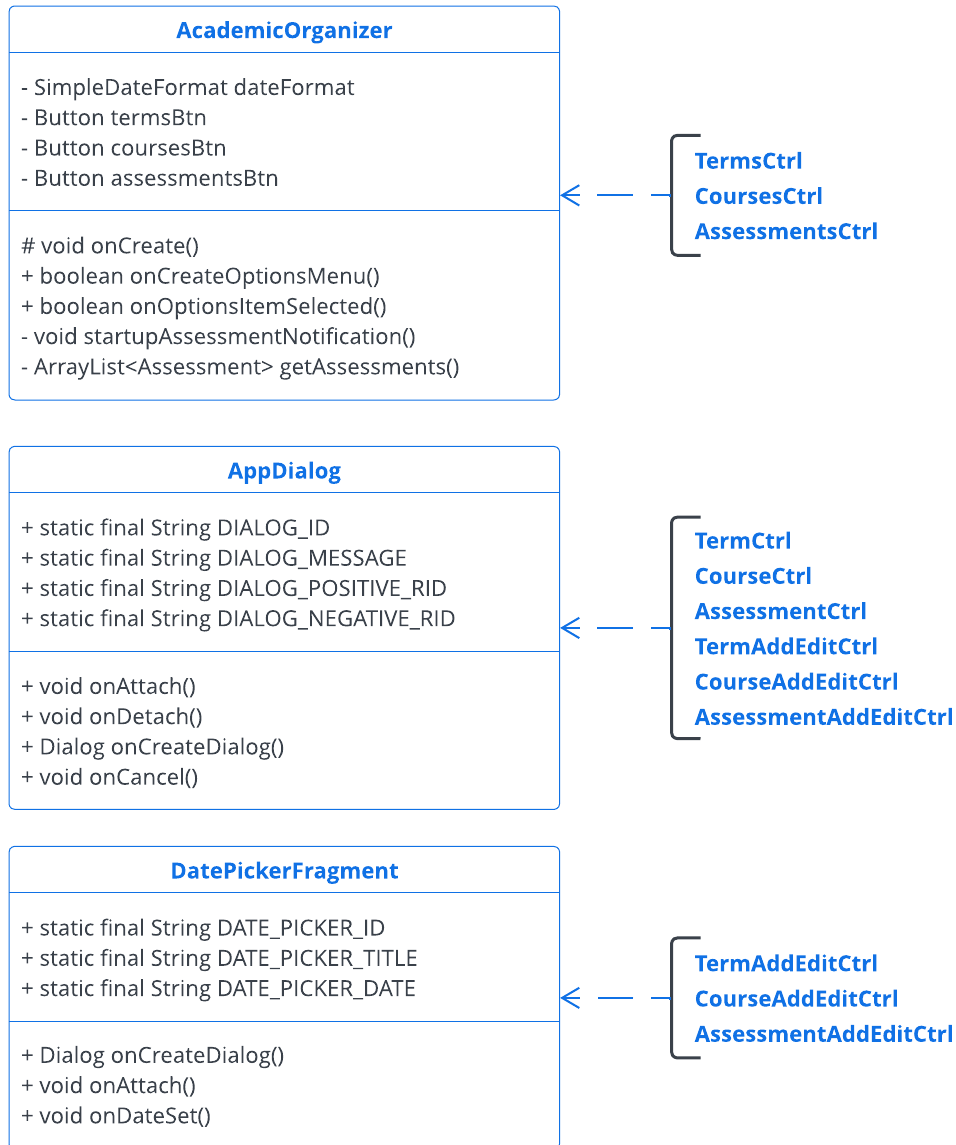 AcademicOrganizer
- SimpleDateFormat dateFormat
- Button termsBtn
- Button coursesBtn
- Button assessmentsBtn
# void onCreate()
+ boolean onCreateOptionsMenu()
+ boolean onOptionsItemSelected()
- void startupAssessmentNotification()
- ArrayList<Assessment> getAssessments()
TermsCtrl
CoursesCtrl
AssessmentsCtrl
AppDialog
+ static final String DIALOG_ID
+ static final String DIALOG_MESSAGE
+ static final String DIALOG_POSITIVE_RID
+ static final String DIALOG_NEGATIVE_RID
+ void onAttach()
+ void onDetach()
+ Dialog onCreateDialog()
+ void onCancel()
TermCtrl
CourseCtrl
AssessmentCtrl
TermAddEditCtrl
CourseAddEditCtrl
AssessmentAddEditCtrl
DatePickerFragment
+ static final String DATE_PICKER_ID
+ static final String DATE_PICKER_TITLE
+ static final String DATE_PICKER_DATE
+ Dialog onCreateDialog()
+ void onAttach()
+ void onDateSet()
TermAddEditCtrl
CourseAddEditCtrl
AssessmentAddEditCtrl